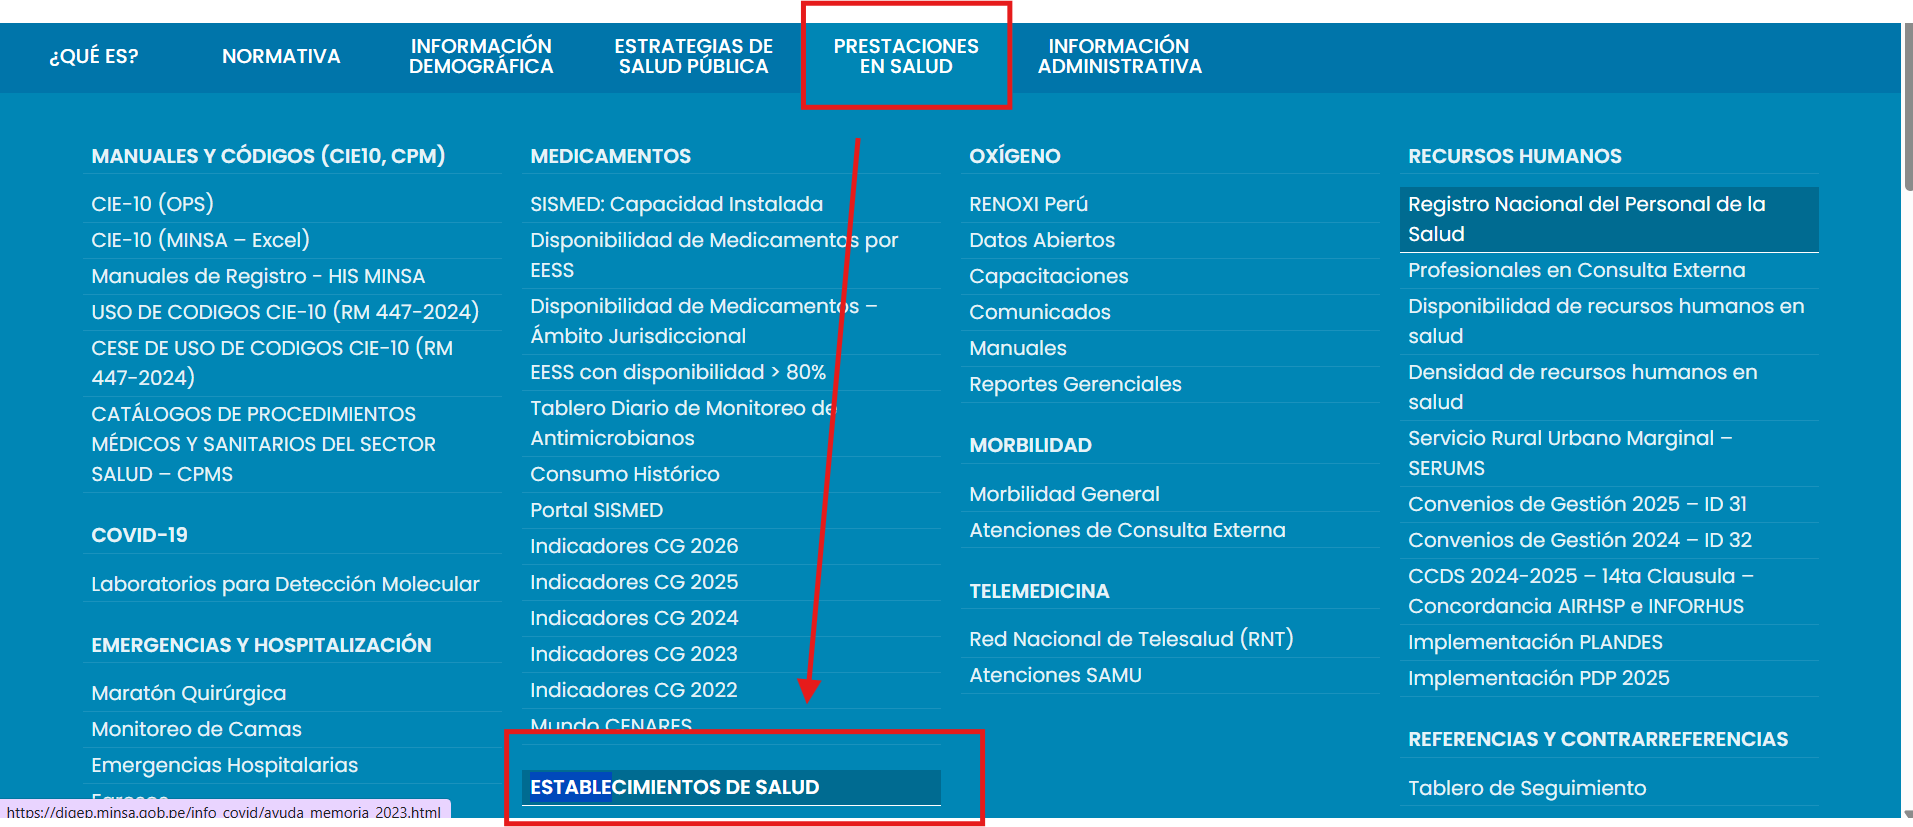 ¿QUÉ ES?
NORMATIVA
INFORMACIÓN
DEMOGRÁFICA
ESTRATEGIAS DE
SALUD PÚBLICA
PRESTACIONES
EN SALUD
INFORMACIÓN
ADMINISTRATIVA
MANUALES Y CÓDIGOS (CIE10, CPM)
CIE-10 (OPS)
CIE-10 (MINSA – Excel)
Manuales de Registro - HIS MINSA
USO DE CODIGOS CIE-10 (RM 447-2024)
CESE DE USO DE CODIGOS CIE-10 (RM
447-2024)
CATÁLOGOS DE PROCEDIMIENTOS
MÉDICOS Y SANITARIOS DEL SECTOR
SALUD – CPMS
COVID-19
Laboratorios para Detección Molecular
EMERGENCIAS Y HOSPITALIZACIÓN
Maratón Quirúrgica
Monitoreo de Camas
Emergencias Hospitalarias
MEDICAMENTOS
SISMED: Capacidad Instalada
Disponibilidad de Medicamentos por
EESS
Disponibilidad de Medicamentos –
Ámbito Jurisdiccional
EESS con disponibilidad > 80%
Tablero Diario de Monitoreo de
Antimicrobianos
Consumo Histórico
Portal SISMED
Indicadores CG 2026
Indicadores CG 2025
Indicadores CG 2024
Indicadores CG 2023
Indicadores CG 2022
Mundo CENARES
ESTABLECIMIENTOS DE SALUD
OXÍGENO
RENOXI Perú
Datos Abiertos
Capacitaciones
Comunicados
Manuales
Reportes Gerenciales
MORBILIDAD
Morbilidad General
Atenciones de Consulta Externa
TELEMEDICINA
Red Nacional de Telesalud (RNT)
Atenciones SAMU
RECURSOS HUMANOS
Registro Nacional del Personal de la
Salud
Profesionales en Consulta Externa
Disponibilidad de recursos humanos en
salud
Densidad de recursos humanos en
salud
Servicio Rural Urbano Marginal –
SERUMS
Convenios de Gestión 2025 – ID 31
Convenios de Gestión 2024 – ID 32
CCDS 2024-2025 – 14ta Clausula –
Concordancia AIRHSP e INFORHUS
Implementación PLANDES
Implementación PDP 2025
REFERENCIAS Y CONTRARREFERENCIAS
Tablero de Seguimiento
https://digep.minsa.gob.pe/info_covid/ayuda_memoria_2023.html